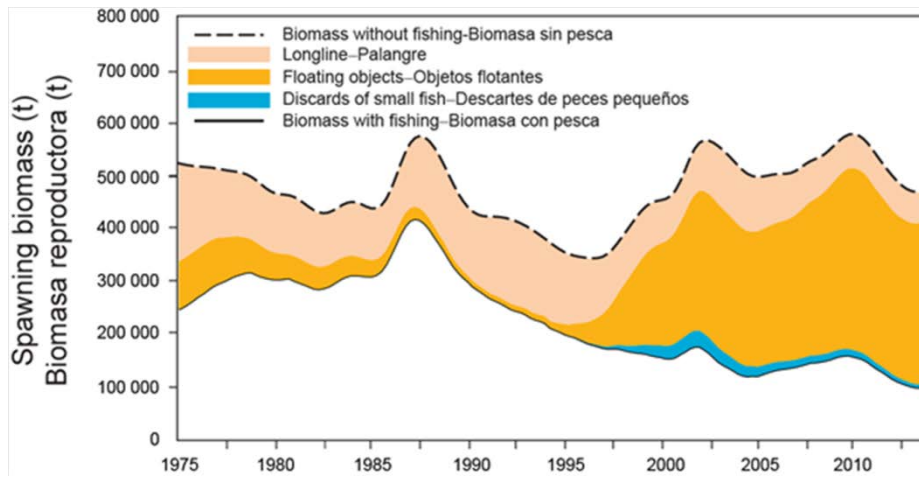 Spawning biomass (t)
Biomasa reproductora (t)
800 000
700 000
600 000
500 000
400 000
300 000
200 000
100 000
0
Biomass without fishing-Biomasa sin pesca
Longline–Palangre
Floating objects–Objetos flotantes
Discards of small fish–Descartes de peces pequeños
Biomass with fishing–Biomasa con pesca
1975 1980 1985 1990 1995 2000 2005 2010